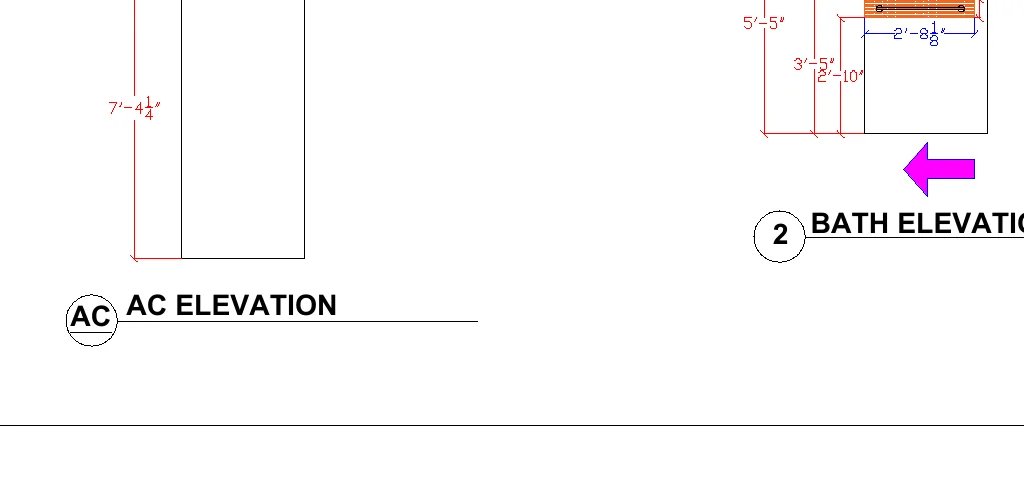 5'-5"
2'-8 1/8"
3'-5"
2'-10"
7'-4 1/4"
2 BATH ELEVATIO
AC AC ELEVATION